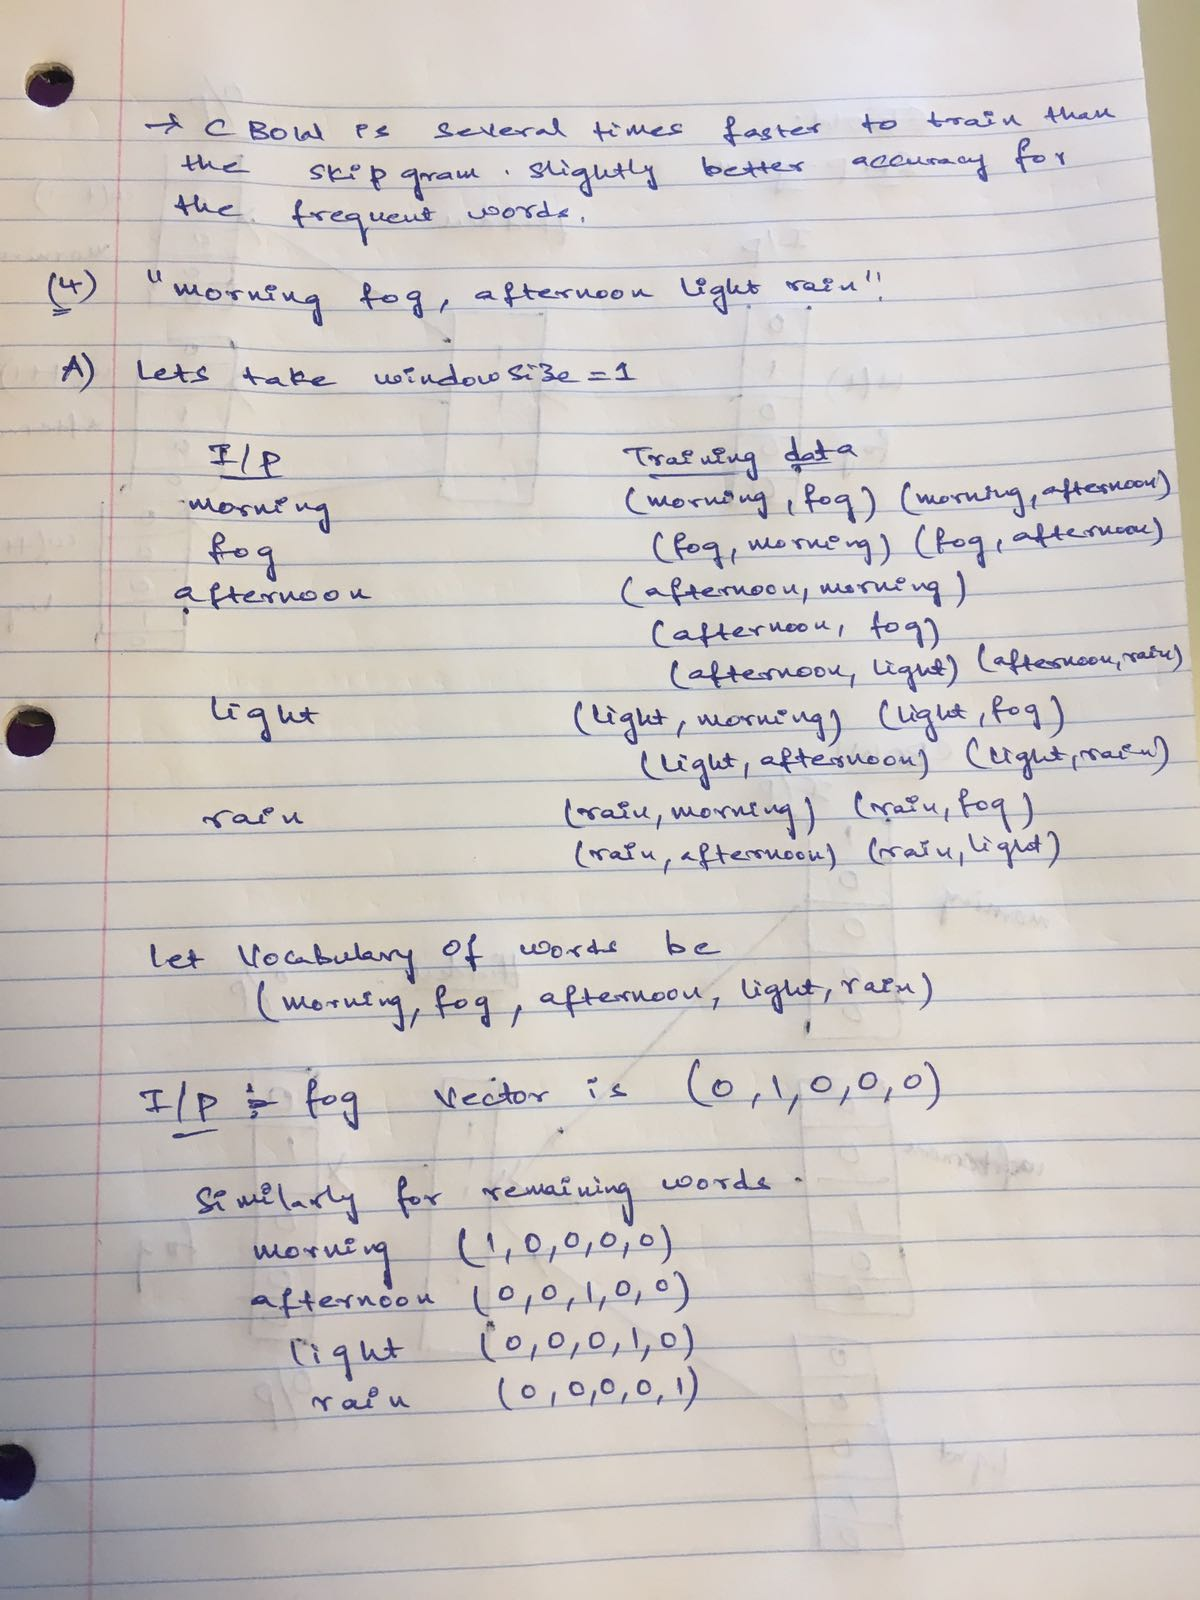 → CBOW is several times faster to train than
the skip gram. slightly better accuracy for
the frequent words.
(4) "morning fog, afternoon light rain".
A) Lets take window size = 1
I/P Training data
morning (morning, fog) (morning, afternoon)
fog (fog, morning) (fog, afternoon)
afternoon (afternoon, morning)
(afternoon, fog)
(afternoon, light) (afternoon, rain)
light (light, morning) (light, fog)
(light, afternoon) (light, rain)
rain (rain, morning) (rain, fog)
(rain, afternoon) (rain, light)
Let Vocabulary of words be
(morning, fog, afternoon, light, rain)
I/P :- fog vector is (0,1,0,0,0)
Similarly for remaining words.
morning (1,0,0,0,0)
afternoon (0,0,1,0,0)
light (0,0,0,1,0)
rain (0,0,0,0,1)